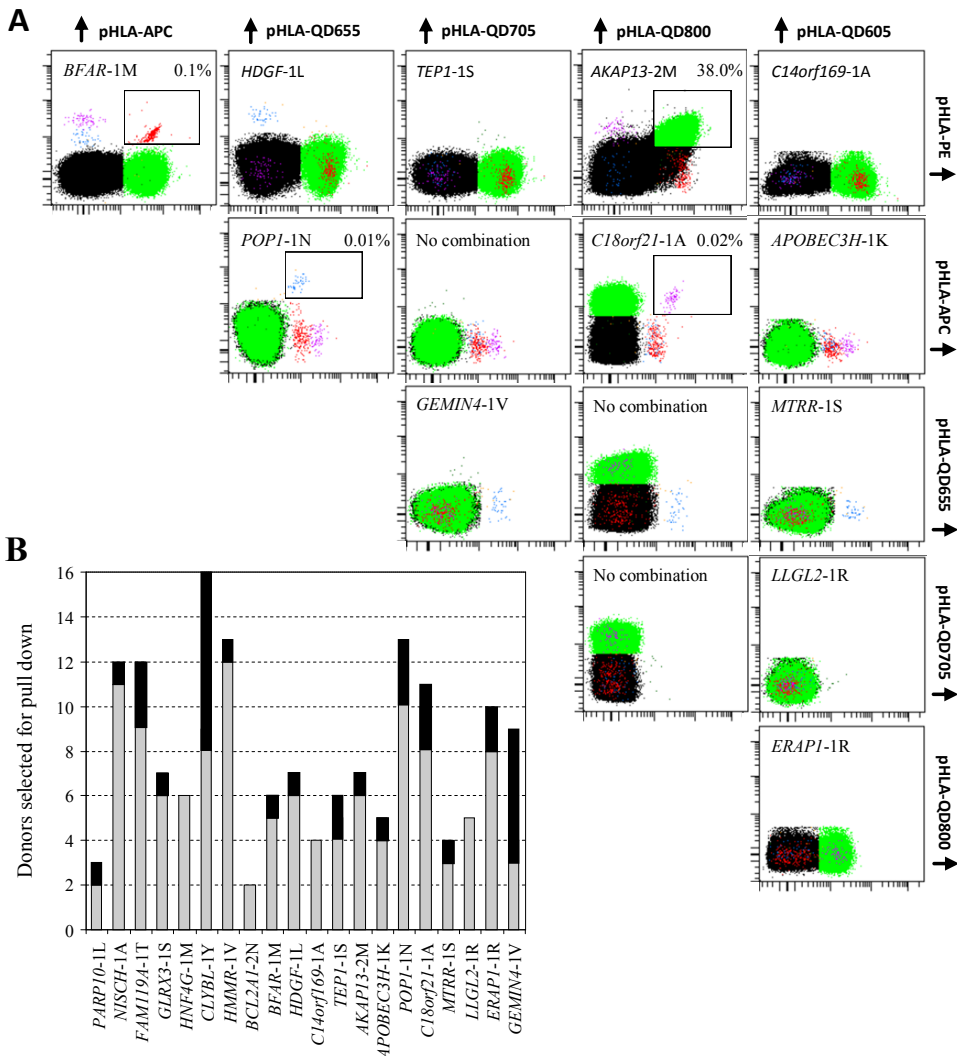 A
pHLA-APC
pHLA-QD655
pHLA-QD705
pHLA-QD800
pHLA-QD605
BFAR-1M 0.1%
HDGF-1L
TEP1-1S
AKAP13-2M 38.0%
C14orf169-1A
pHLA-PE
POP1-1N 0.01%
No combination
C18orf21-1A 0.02%
APOBEC3H-1K
pHLA-APC
GEMIN4-1V
No combination
MTRR-1S
pHLA-QD655
No combination
LLGL2-1R
pHLA-QD705
ERAP1-1R
pHLA-QD800
B
Donors selected for pull down
16
14
12
10
8
6
4
2
0
PARP10-1L
NISCH-1A
FAM119A-1T
GLRX3-1S
HNF4G-1M
CLYBL-1Y
HMMR-1V
BCL2A1-2N
BFAR-1M
HDGF-1L
C14orf169-1A
TEP1-1S
AKAP13-2M
APOBEC3H-1K
POP1-1N
C18orf21-1A
MTRR-1S
LLGL2-1R
ERAP1-1R
GEMIN4-1V